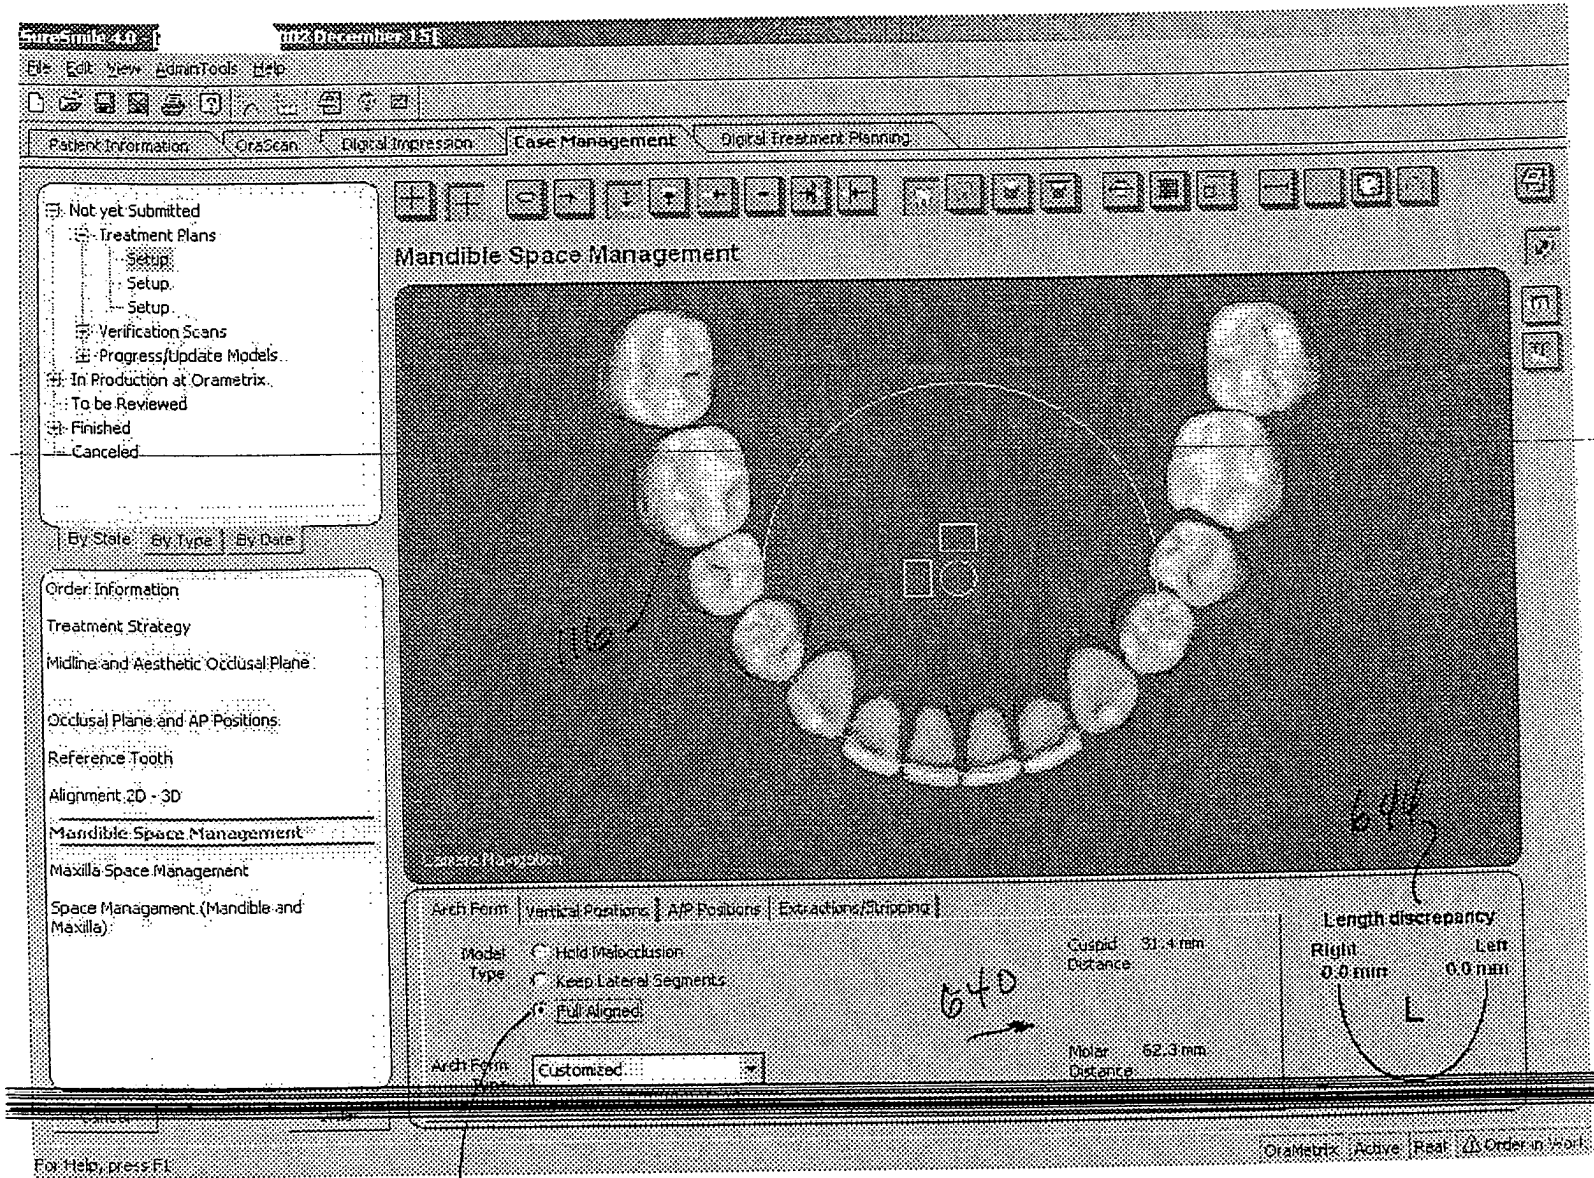 SureSmile 4.0 - [ 002 December 15]
File Edit View AdminTools Help
Patient Information OraScan Digital Impression Case Management Digital Treatment Planning
Not yet Submitted
Treatment Plans
Setup
Setup
Setup
Verification Scans
Progress/Update Models
In Production at Orametrix
To be Reviewed
Finished
Canceled
By State By Type By Date
Order Information
Treatment Strategy
Midline and Aesthetic Occlusal Plane
Occlusal Plane and AP Positions
Reference Tooth
Alignment 2D - 3D
Mandible Space Management
Maxilla Space Management
Space Management (Mandible and
Maxilla)
Mandible Space Management
116
644
Arch Form Vertical Positions A/P Positions Extractions/Stripping
Model
Type
Hold Malocclusion
Keep Lateral Segments
Full Aligned
Arch Form
Customized
640
Cuspid 31.4 mm
Distance
Molar 62.3 mm
Distance
Length discrepancy
Right Left
0.0 mm 0.0 mm
L
For Help, press F1
OraMetrix Active Real Order in Work